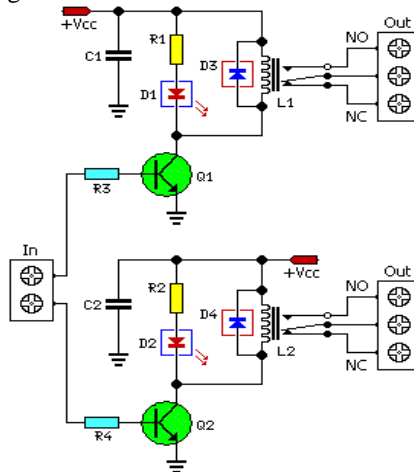 +Vcc
C1
R1
D1
D3
L1
NO
NC
Out
Q1
R3
In
+Vcc
C2
R2
D2
D4
L2
NO
NC
Out
Q2
R4